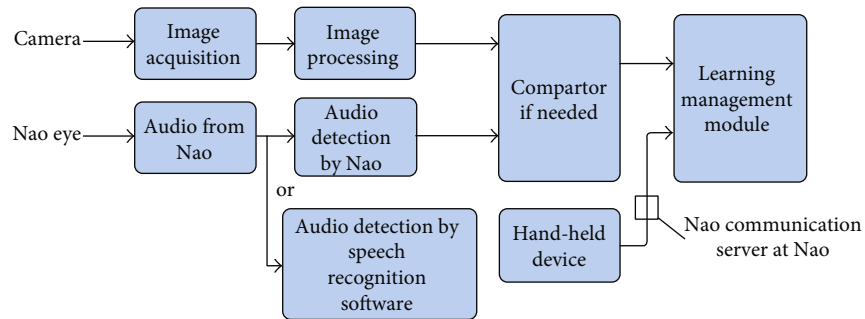 Camera
Image
acquisition
Image
processing
Compartor
if needed
Learning
management
module
Nao eye
Audio from
Nao
Audio
detection
by Nao
or
Audio detection by
speech
recognition
software
Hand-held
device
Nao communication
server at Nao